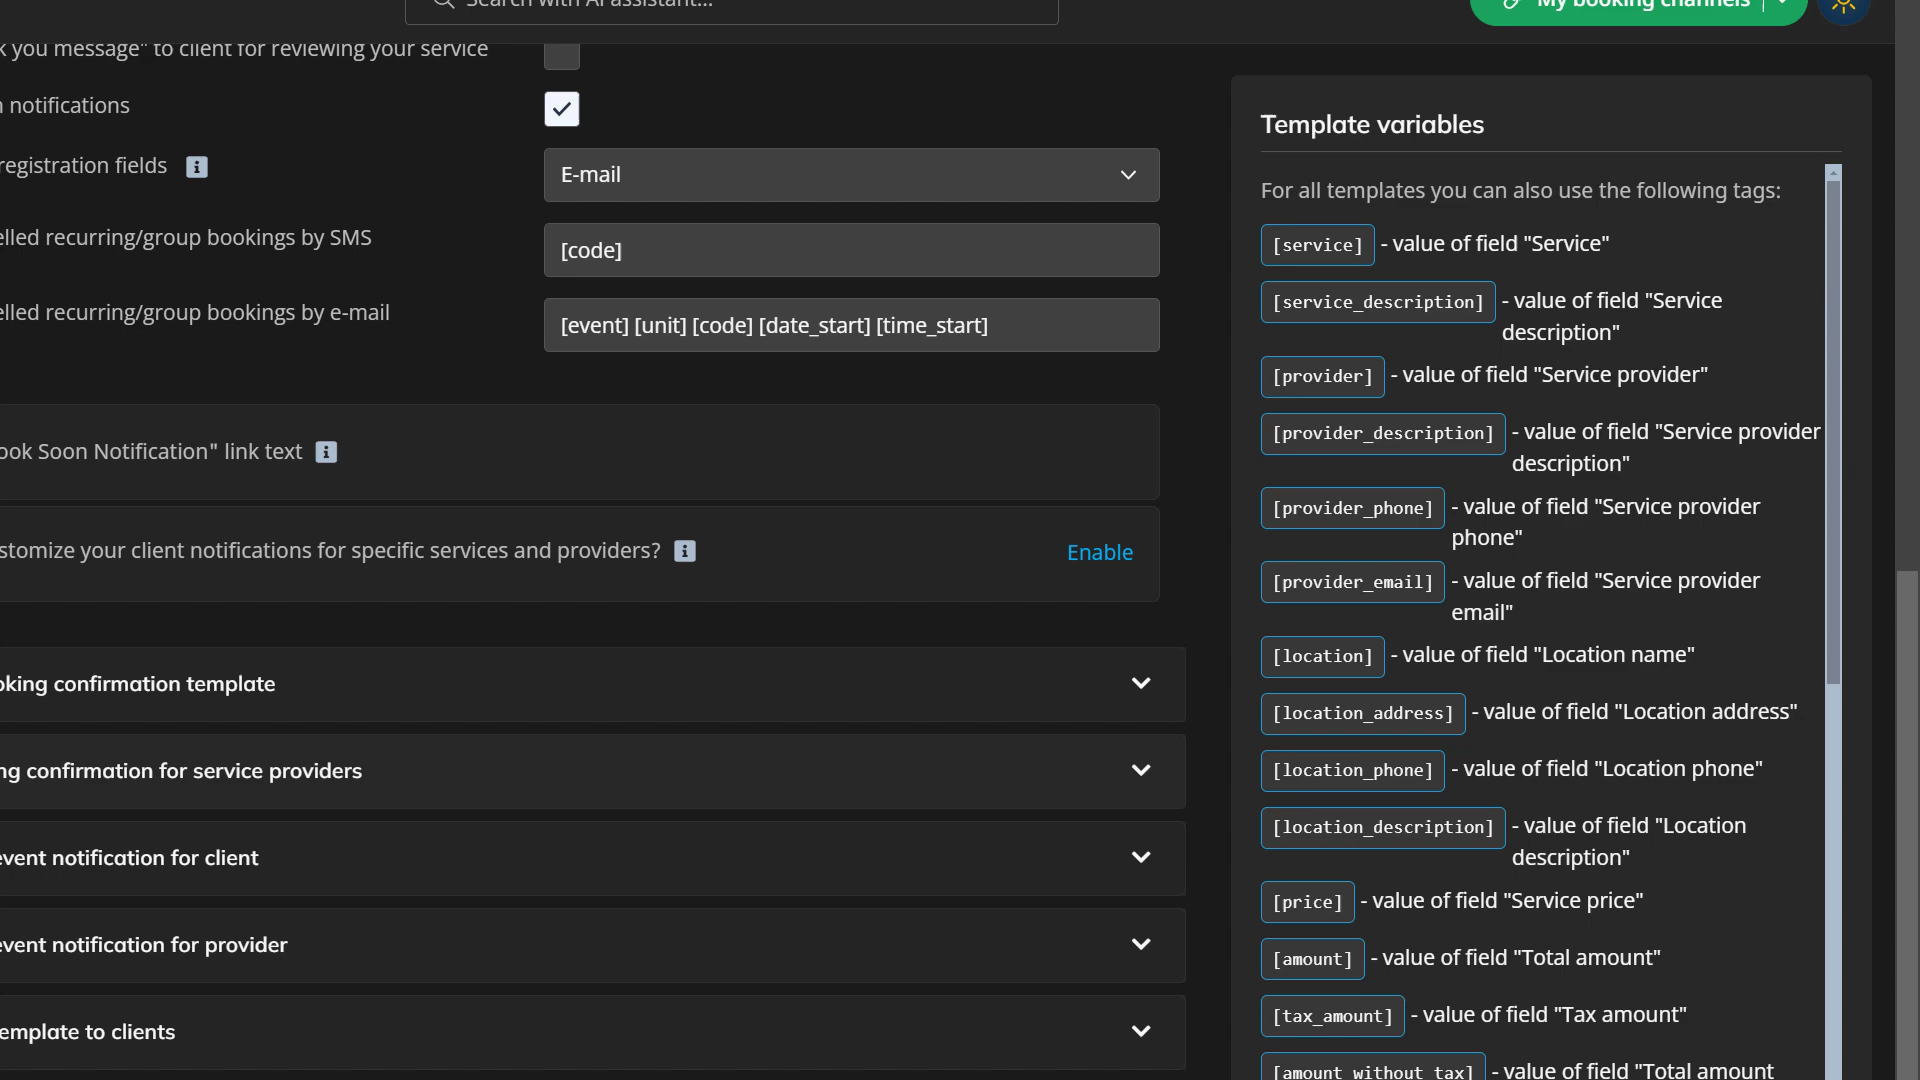 Search with AI assistant...
My booking channels
k you message" to client for reviewing your service
n notifications
registration fields
E-mail
elled recurring/group bookings by SMS
[code]
elled recurring/group bookings by e-mail
[event] [unit] [code] [date_start] [time_start]
ook Soon Notification" link text
stomize your client notifications for specific services and providers?
Enable
oking confirmation template
ng confirmation for service providers
event notification for client
event notification for provider
emplate to clients
Template variables
For all templates you can also use the following tags:
[service] - value of field "Service"
[service_description] - value of field "Service
description"
[provider] - value of field "Service provider"
[provider_description] - value of field "Service provider
description"
[provider_phone] - value of field "Service provider
phone"
[provider_email] - value of field "Service provider
email"
[location] - value of field "Location name"
[location_address] - value of field "Location address"
[location_phone] - value of field "Location phone"
[location_description] - value of field "Location
description"
[price] - value of field "Service price"
[amount] - value of field "Total amount"
[tax_amount] - value of field "Tax amount"
[amount_without_tax] - value of field "Total amount